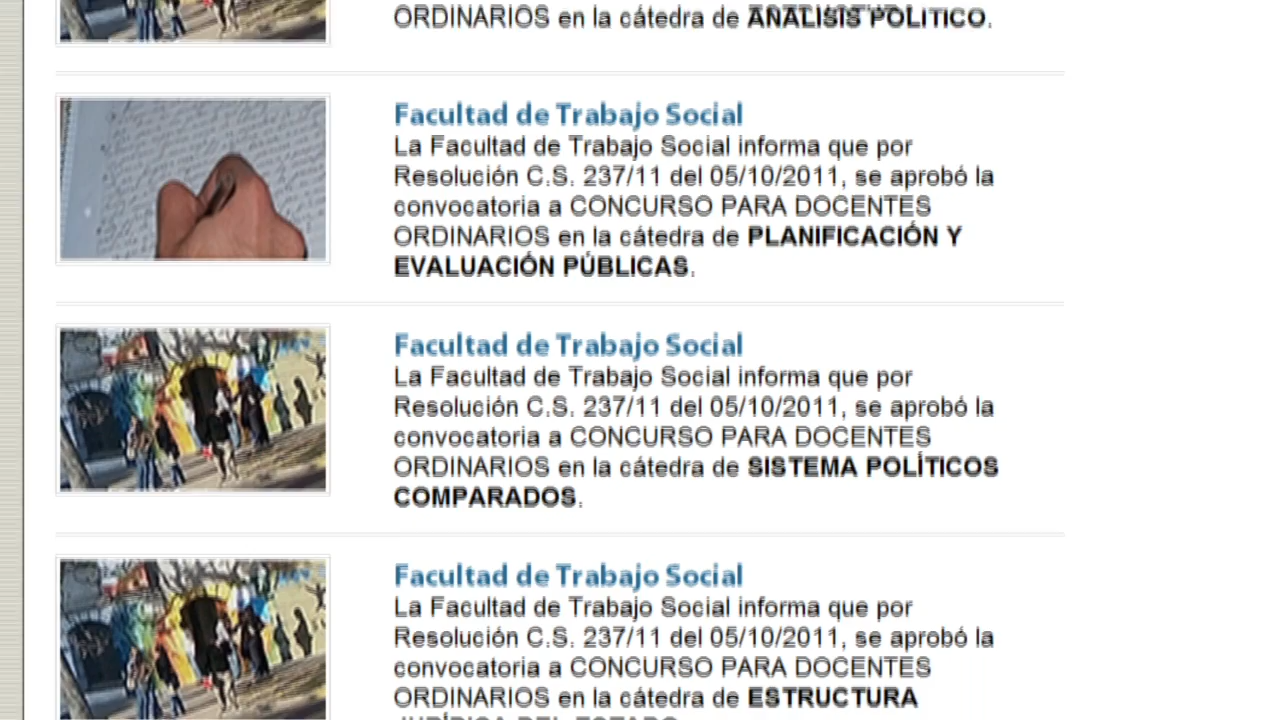 ORDINARIOS en la cátedra de ANÁLISIS POLÍTICO.
Facultad de Trabajo Social
La Facultad de Trabajo Social informa que por
Resolución C.S. 237/11 del 05/10/2011, se aprobó la
convocatoria a CONCURSO PARA DOCENTES
ORDINARIOS en la cátedra de PLANIFICACIÓN Y
EVALUACIÓN PÚBLICAS.
Facultad de Trabajo Social
La Facultad de Trabajo Social informa que por
Resolución C.S. 237/11 del 05/10/2011, se aprobó la
convocatoria a CONCURSO PARA DOCENTES
ORDINARIOS en la cátedra de SISTEMA POLÍTICOS
COMPARADOS.
Facultad de Trabajo Social
La Facultad de Trabajo Social informa que por
Resolución C.S. 237/11 del 05/10/2011, se aprobó la
convocatoria a CONCURSO PARA DOCENTES
ORDINARIOS en la cátedra de ESTRUCTURA
JURÍDICA DEL ESTADO.